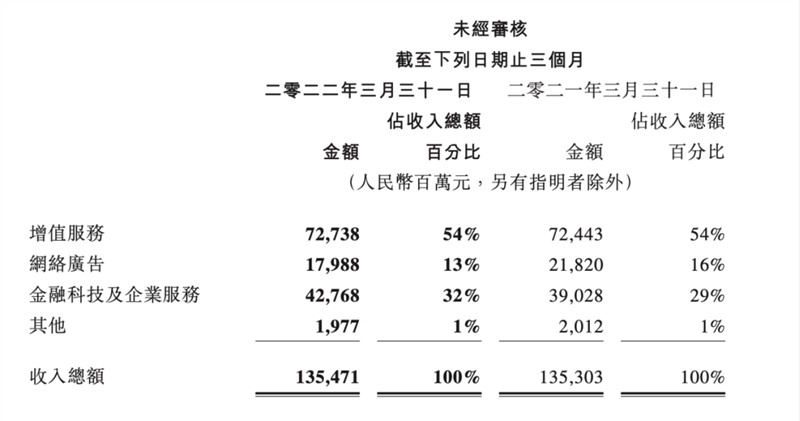 未經審核
截至下列日期止三個月
二零二二年三月三十一日 二零二一年三月三十一日
佔收入總額 佔收入總額
金額 百分比 金額 百分比
（人民幣百萬元，另有指明者除外）
增值服務 72,738 54% 72,443 54%
網絡廣告 17,988 13% 21,820 16%
金融科技及企業服務 42,768 32% 39,028 29%
其他 1,977 1% 2,012 1%
收入總額 135,471 100% 135,303 100%